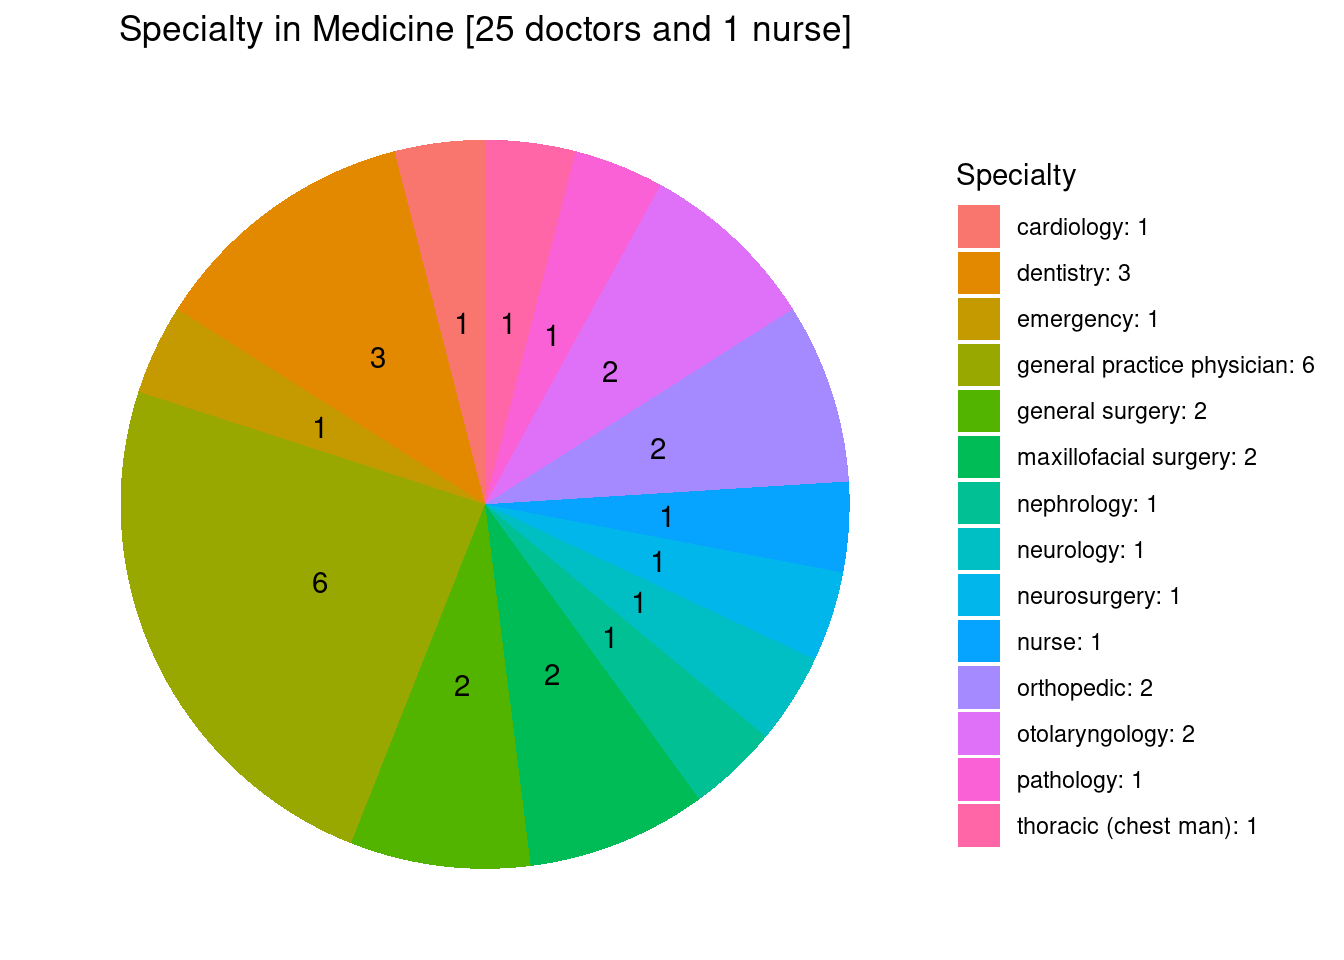 Specialty in Medicine [25 doctors and 1 nurse]
1
1
1
3
2
1
2
1
1
6
1
1
2
2
Specialty
cardiology: 1
dentistry: 3
emergency: 1
general practice physician: 6
general surgery: 2
maxillofacial surgery: 2
nephrology: 1
neurology: 1
neurosurgery: 1
nurse: 1
orthopedic: 2
otolaryngology: 2
pathology: 1
thoracic (chest man): 1